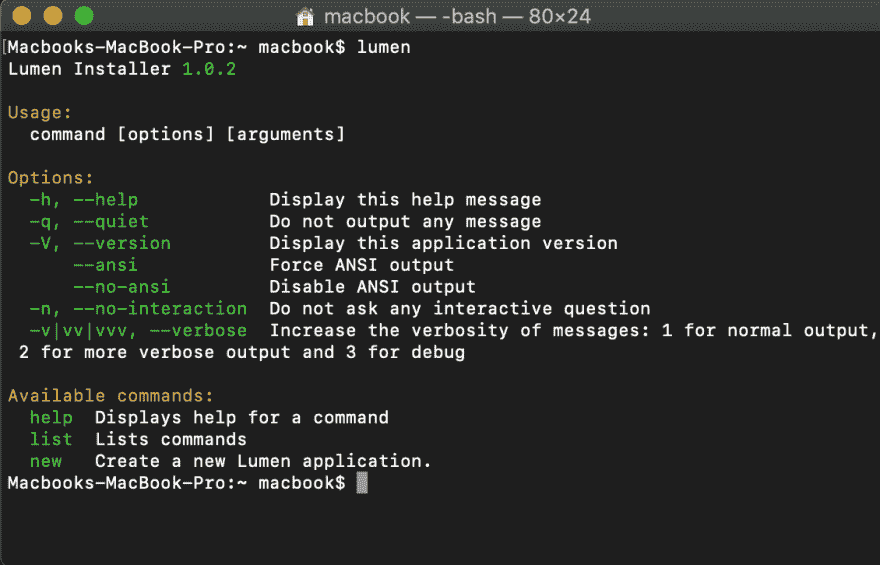 macbook — -bash — 80×24
[Macbooks-MacBook-Pro:~ macbook$ lumen
Lumen Installer 1.0.2
Usage:
  command [options] [arguments]
Options:
  -h, --help            Display this help message
  -q, --quiet           Do not output any message
  -V, --version         Display this application version
      --ansi            Force ANSI output
      --no-ansi         Disable ANSI output
  -n, --no-interaction  Do not ask any interactive question
  -v|vv|vvv, --verbose  Increase the verbosity of messages: 1 for normal output,
 2 for more verbose output and 3 for debug
Available commands:
  help  Displays help for a command
  list  Lists commands
  new   Create a new Lumen application.
Macbooks-MacBook-Pro:~ macbook$